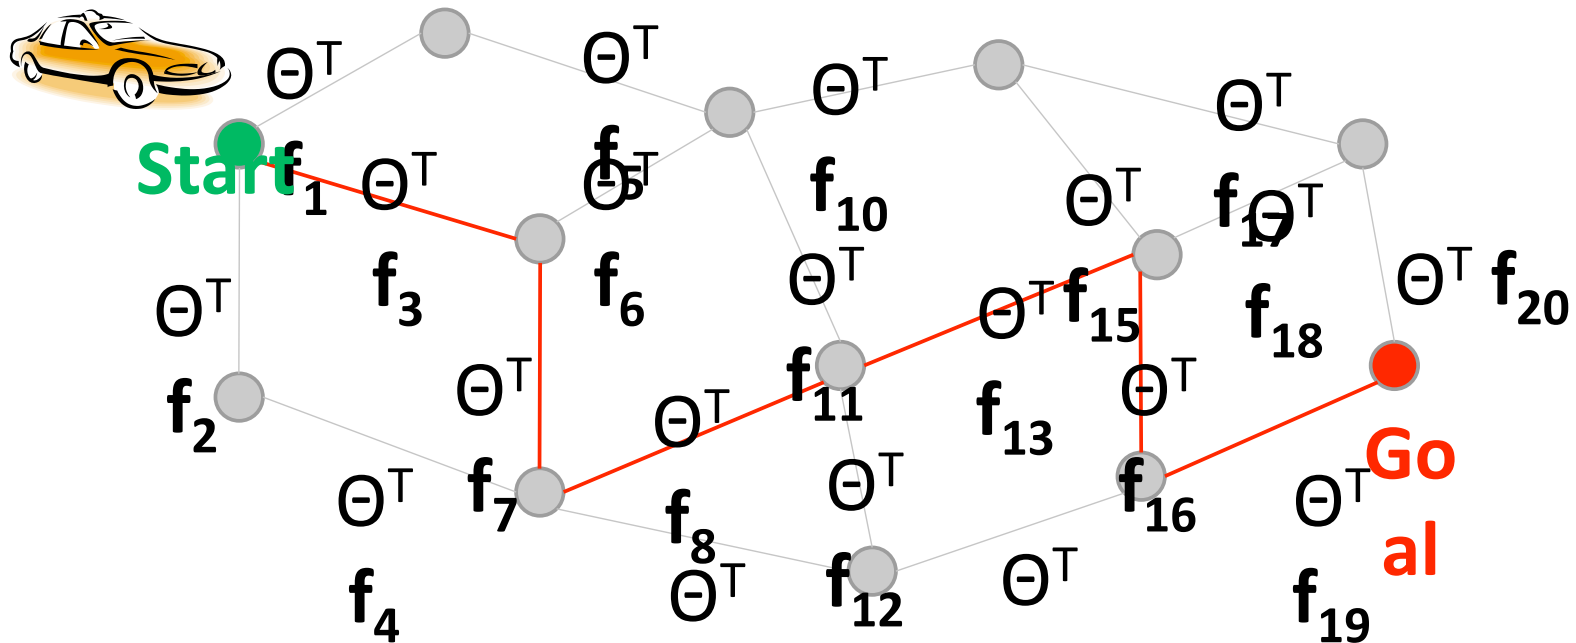 Θᵀ f₁
Θᵀ f₂
Θᵀ f₃
Θᵀ f₄
Θᵀ f₅
Θᵀ f₆
Θᵀ f₇
Θᵀ f₈
Θᵀ
Θᵀ f₁₀
Θᵀ f₁₁
Θᵀ f₁₂
Θᵀ f₁₃
Θᵀ
Θᵀ f₁₅
Θᵀ f₁₆
Θᵀ f₁₇
Θᵀ f₁₈
Θᵀ f₁₉
Θᵀ f₂₀
Start
Go
al